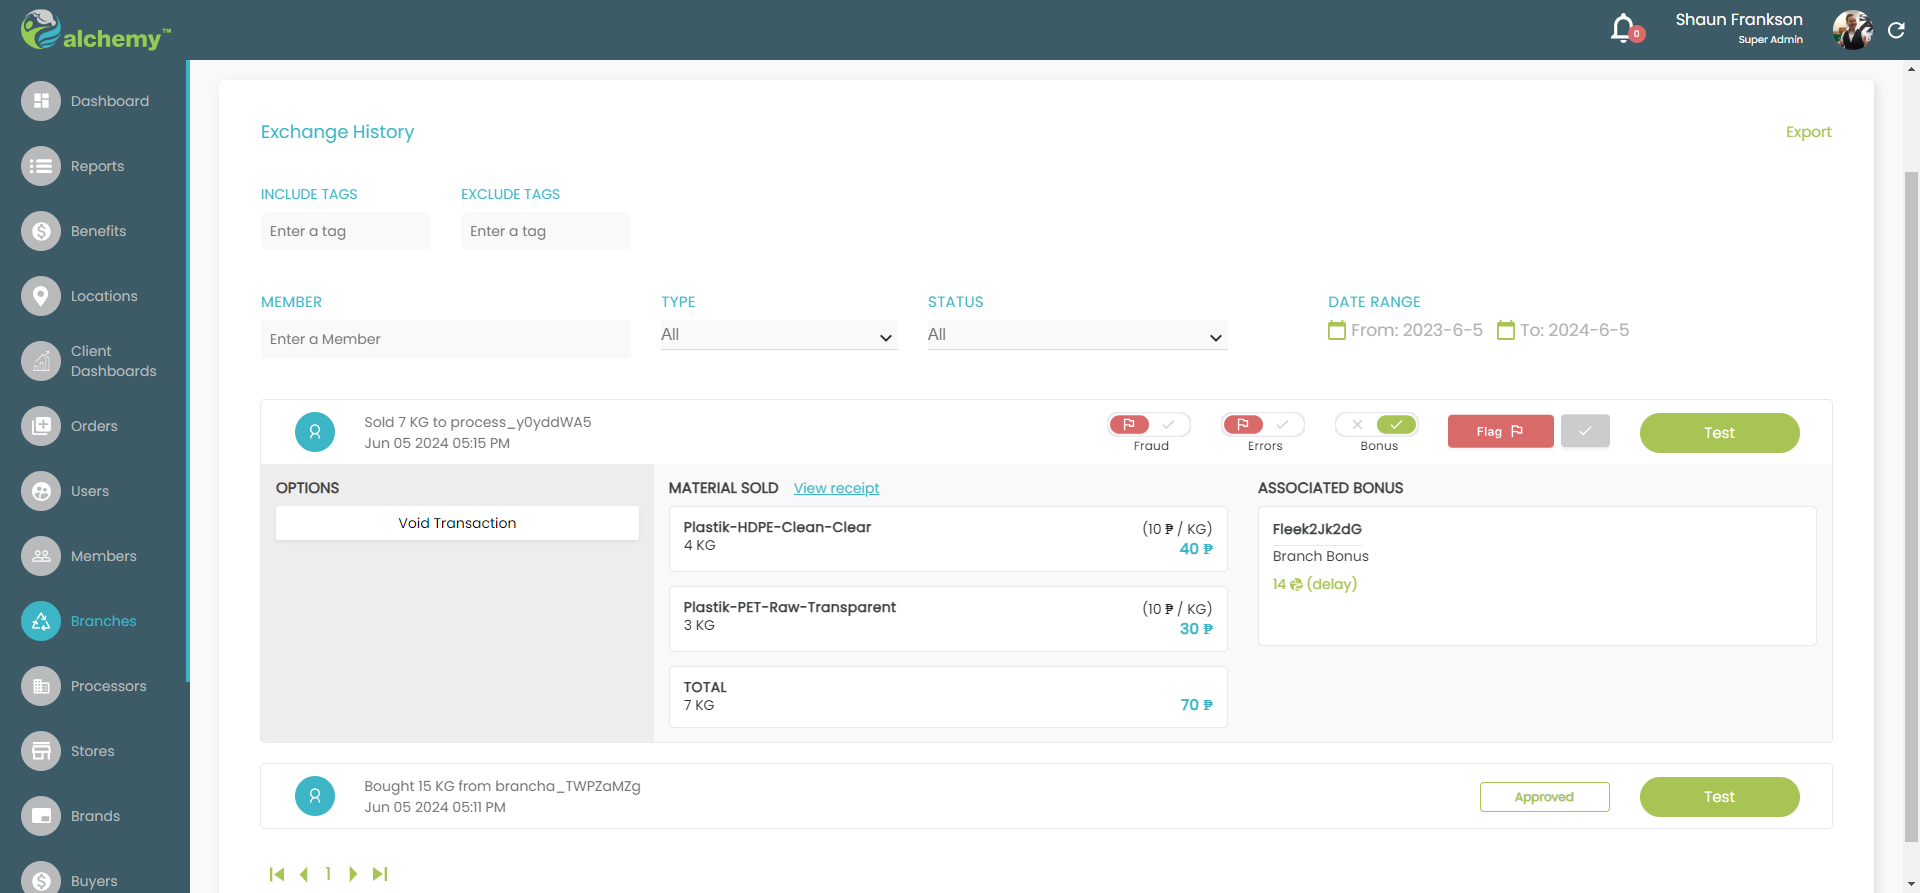 alchemy™
0
Shaun Frankson
Super Admin
Dashboard
Reports
Benefits
Locations
Client
Dashboards
Orders
Users
Members
Branches
Processors
Stores
Brands
Buyers
Exchange History
Export
INCLUDE TAGS
EXCLUDE TAGS
Enter a tag
Enter a tag
MEMBER
TYPE
STATUS
DATE RANGE
Enter a Member
All
All
From: 2023-6-5
To: 2024-6-5
Sold 7 KG to process_y0yddWA5
Jun 05 2024 05:15 PM
Fraud
Errors
Bonus
Flag
Test
OPTIONS
Void Transaction
MATERIAL SOLD View receipt
Plastik-HDPE-Clean-Clear
(10 ₱ / KG)
4 KG
40 ₱
Plastik-PET-Raw-Transparent
(10 ₱ / KG)
3 KG
30 ₱
TOTAL
7 KG
70 ₱
ASSOCIATED BONUS
Fleek2Jk2dG
Branch Bonus
14 (delay)
Bought 15 KG from brancha_TWPZaMZg
Jun 05 2024 05:11 PM
Approved
Test
1